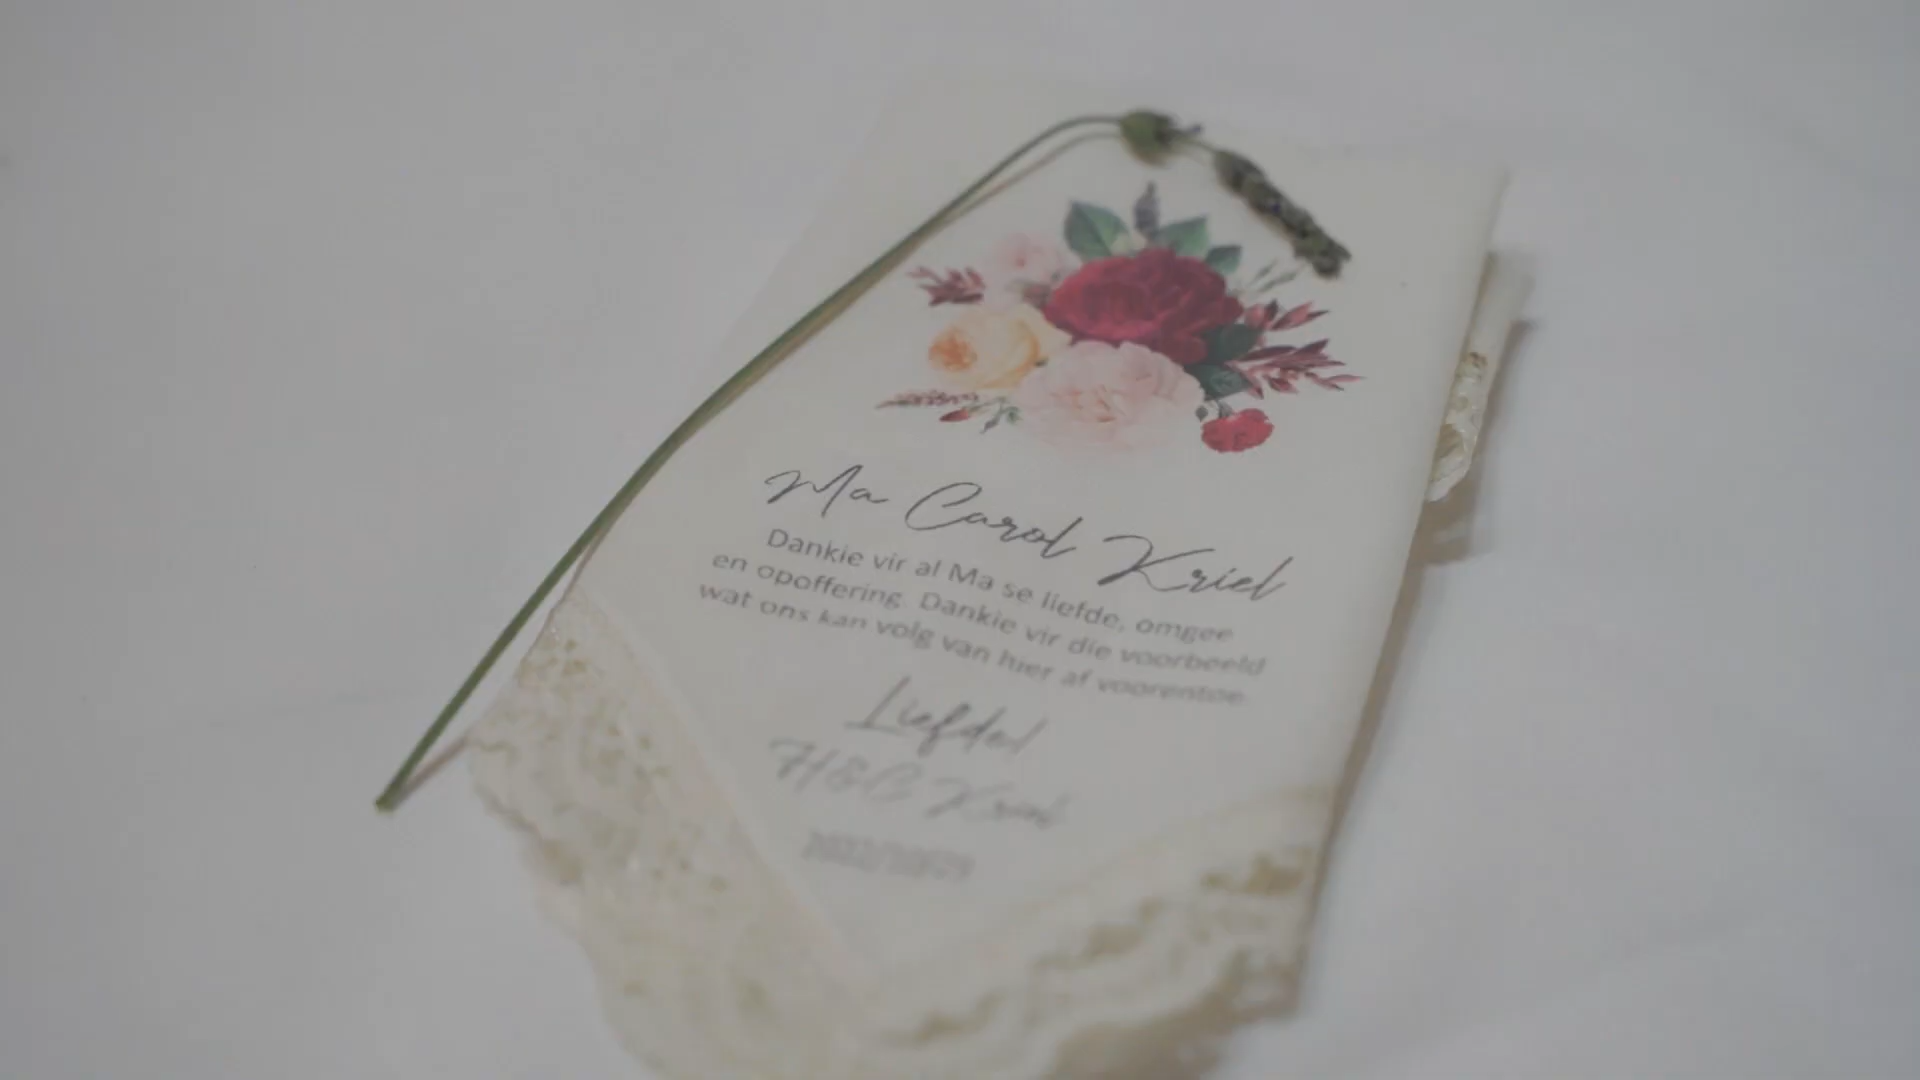 Ma Carol Kriel
Dankie vir al Ma se liefde, omgee
en opoffering. Dankie vir die voorbeeld
wat ons kan volg van hier af vorentoe.
Liefde!
H&C Kriel